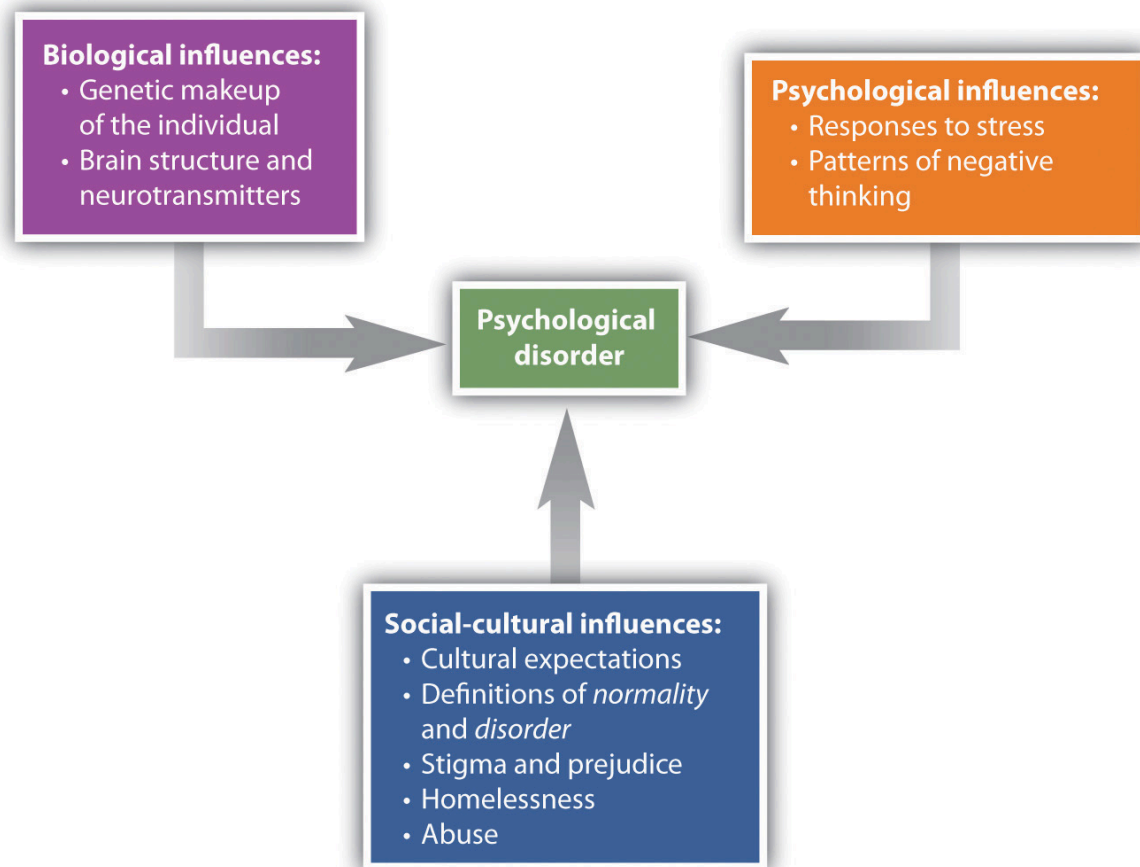 Biological influences:
• Genetic makeup
of the individual
• Brain structure and
neurotransmitters
Psychological influences:
• Responses to stress
• Patterns of negative
thinking
Psychological
disorder
Social-cultural influences:
• Cultural expectations
• Definitions of normality
and disorder
• Stigma and prejudice
• Homelessness
• Abuse